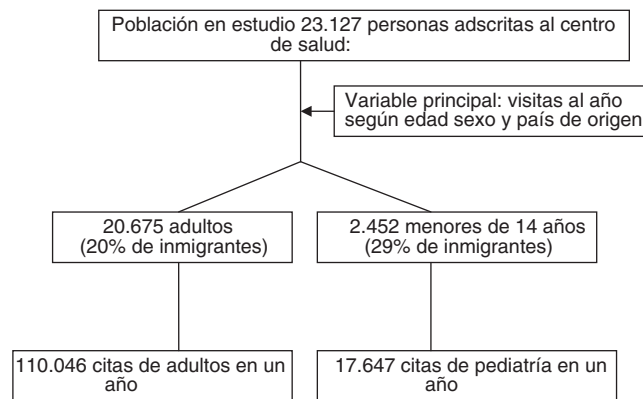 Población en estudio 23.127 personas adscritas al centro
de salud:
Variable principal: visitas al año
según edad sexo y país de origen
20.675 adultos
(20% de inmigrantes)
2.452 menores de 14 años
(29% de inmigrantes)
110.046 citas de adultos en un
año
17.647 citas de pediatría en un
año